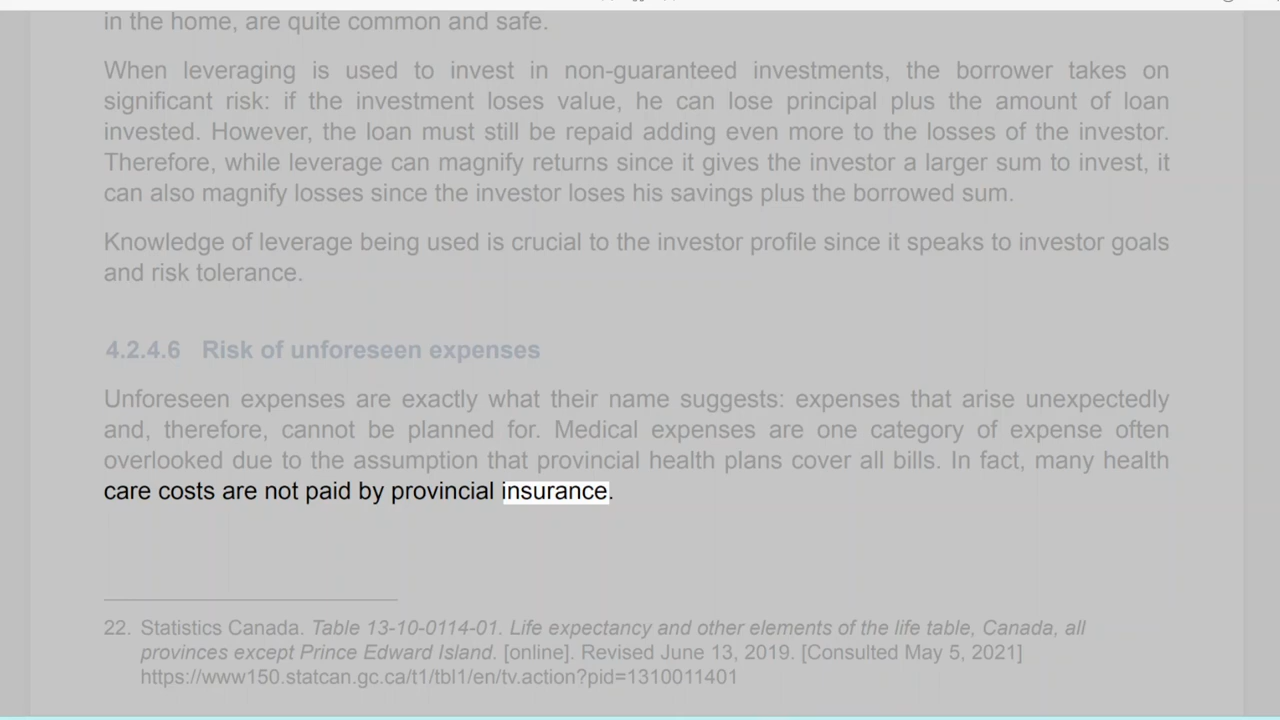 in the home, are quite common and safe.
When leveraging is used to invest in non-guaranteed investments, the borrower takes on
significant risk: if the investment loses value, he can lose principal plus the amount of loan
invested. However, the loan must still be repaid adding even more to the losses of the investor.
Therefore, while leverage can magnify returns since it gives the investor a larger sum to invest, it
can also magnify losses since the investor loses his savings plus the borrowed sum.
Knowledge of leverage being used is crucial to the investor profile since it speaks to investor goals
and risk tolerance.
4.2.4.6 Risk of unforeseen expenses
Unforeseen expenses are exactly what their name suggests: expenses that arise unexpectedly
and, therefore, cannot be planned for. Medical expenses are one category of expense often
overlooked due to the assumption that provincial health plans cover all bills. In fact, many health
care costs are not paid by provincial insurance.
22. Statistics Canada. Table 13-10-0114-01. Life expectancy and other elements of the life table, Canada, all
provinces except Prince Edward Island. [online]. Revised June 13, 2019. [Consulted May 5, 2021]
https://www150.statcan.gc.ca/t1/tbl1/en/tv.action?pid=1310011401